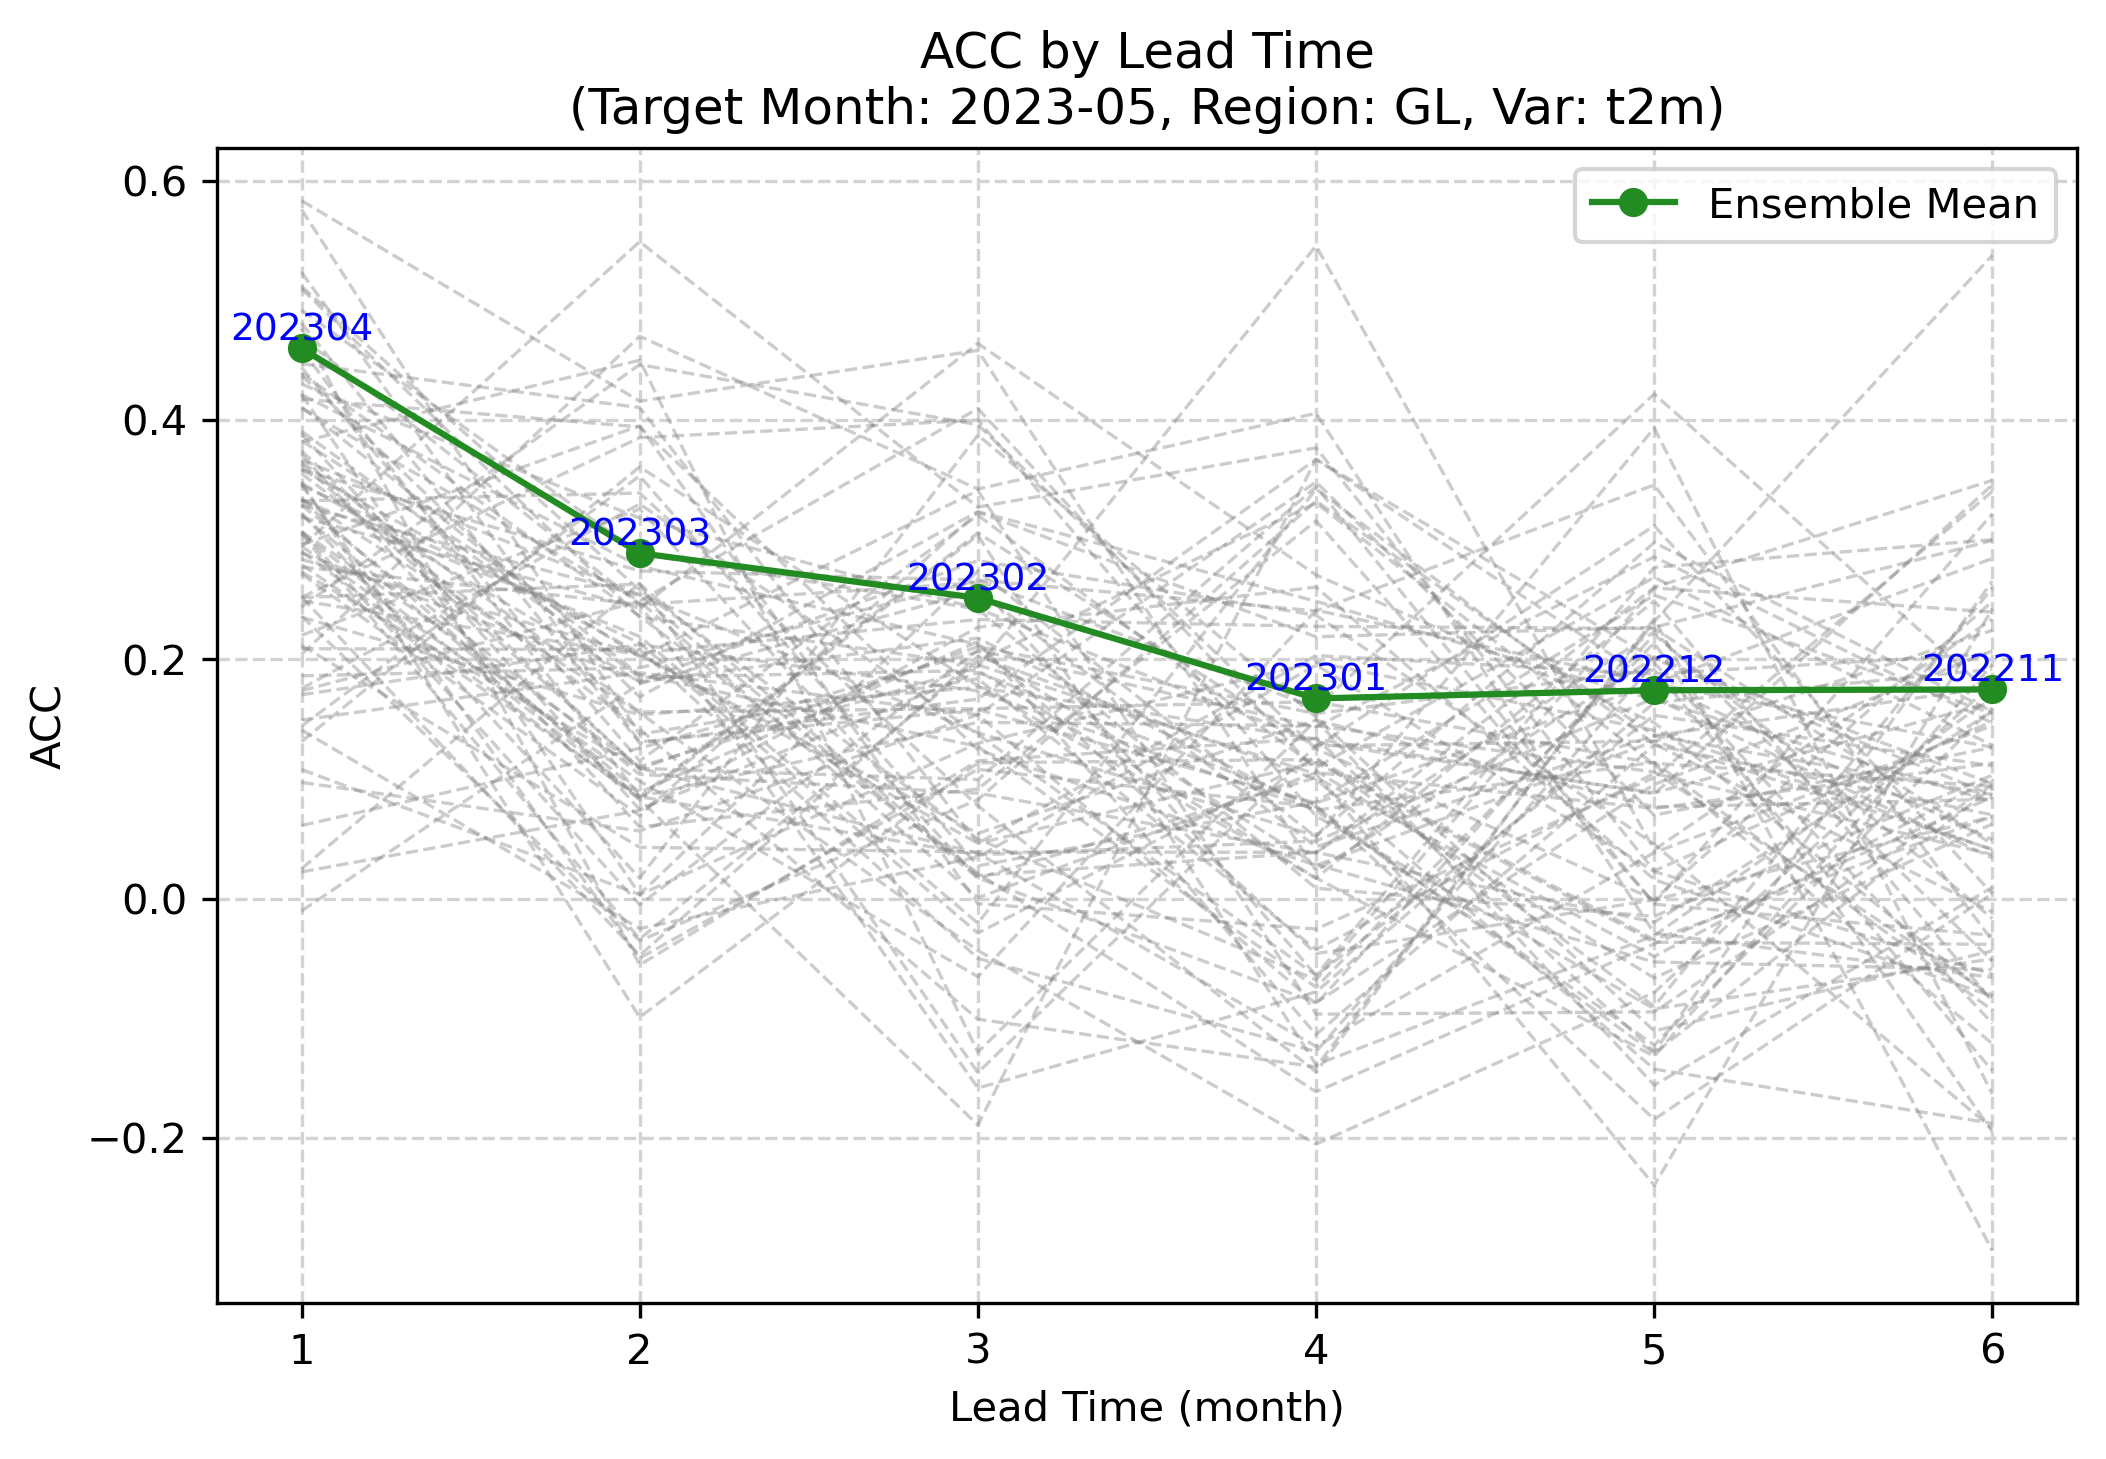 ACC by Lead Time
(Target Month: 2023-05, Region: GL, Var: t2m)
Ensemble Mean
0.6
0.4
0.2
0.0
−0.2
ACC
202304
202303
202302
202301
202212
202211
1 2 3 4 5 6
Lead Time (month)